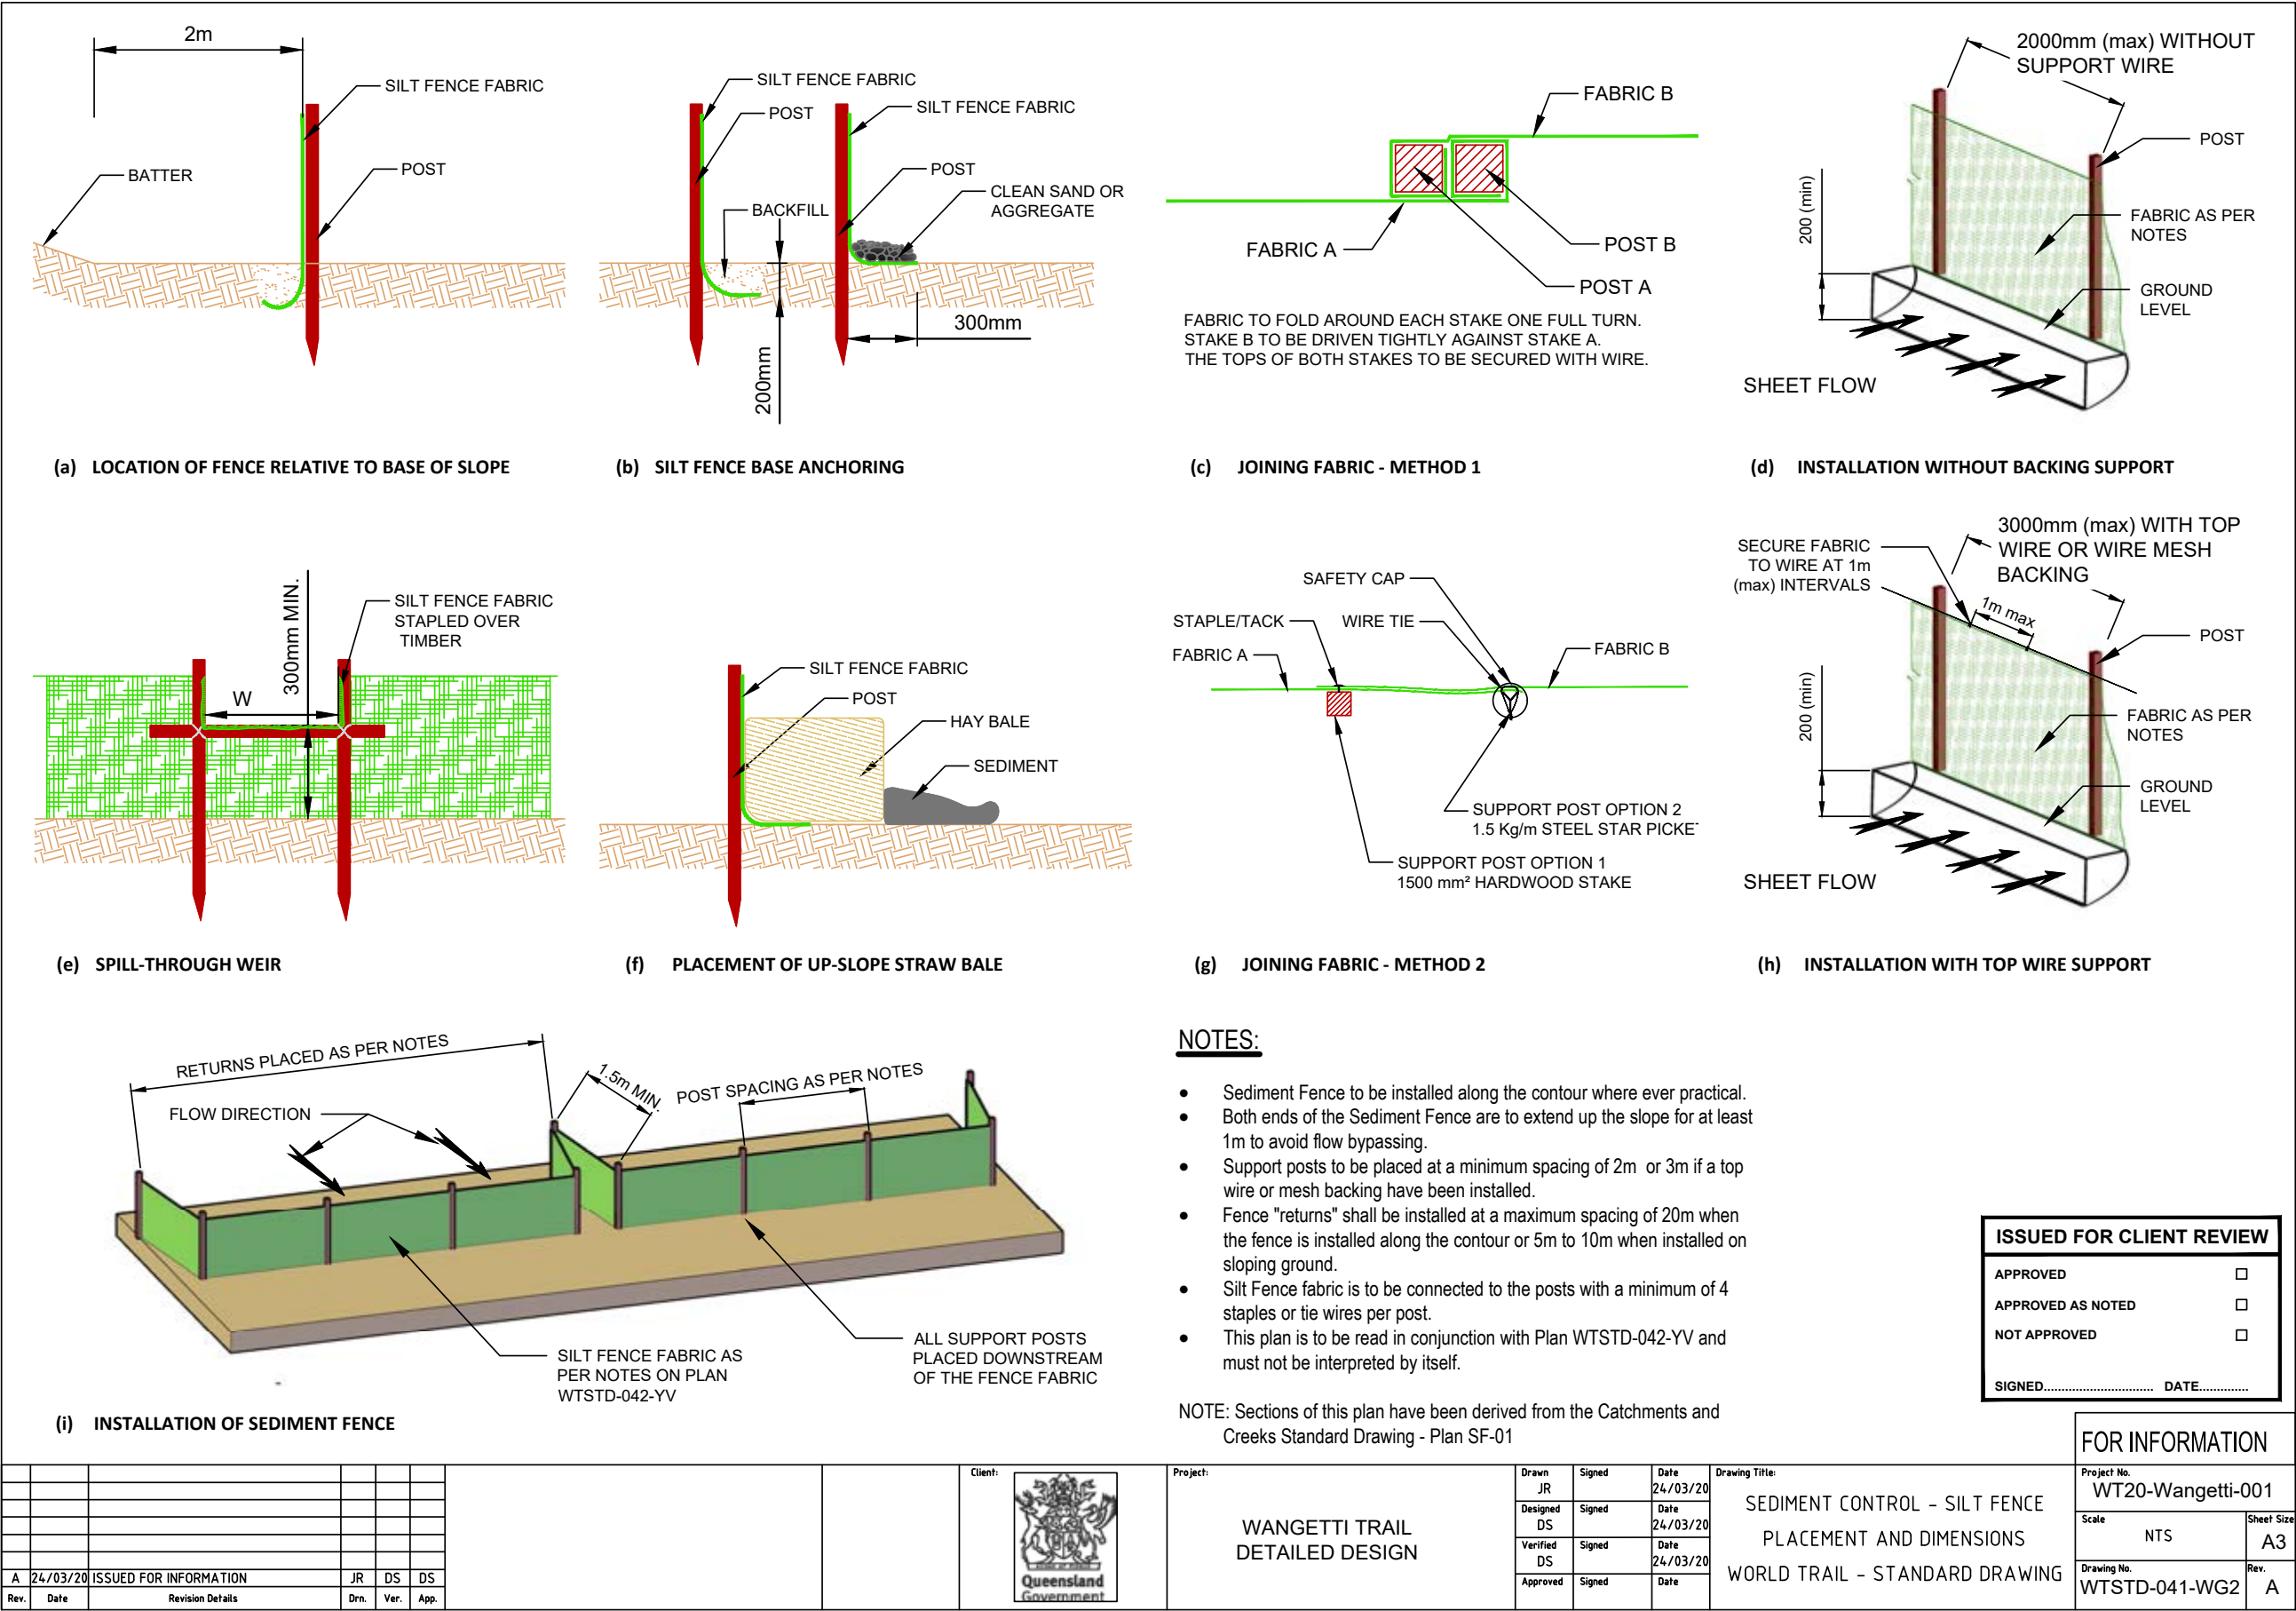 2m
SILT FENCE FABRIC
BATTER
POST
(a) LOCATION OF FENCE RELATIVE TO BASE OF SLOPE
SILT FENCE FABRIC
POST
SILT FENCE FABRIC
POST
CLEAN SAND OR
AGGREGATE
BACKFILL
300mm
200mm
(b) SILT FENCE BASE ANCHORING
FABRIC B
FABRIC A
POST B
POST A
FABRIC TO FOLD AROUND EACH STAKE ONE FULL TURN.
STAKE B TO BE DRIVEN TIGHTLY AGAINST STAKE A.
THE TOPS OF BOTH STAKES TO BE SECURED WITH WIRE.
(c) JOINING FABRIC - METHOD 1
2000mm (max) WITHOUT
SUPPORT WIRE
POST
200 (min)
FABRIC AS PER
NOTES
GROUND
LEVEL
SHEET FLOW
(d) INSTALLATION WITHOUT BACKING SUPPORT
300mm MIN.
SILT FENCE FABRIC
STAPLED OVER
TIMBER
W
(e) SPILL-THROUGH WEIR
SILT FENCE FABRIC
POST
HAY BALE
SEDIMENT
(f) PLACEMENT OF UP-SLOPE STRAW BALE
SAFETY CAP
STAPLE/TACK
WIRE TIE
FABRIC A
FABRIC B
SUPPORT POST OPTION 2
1.5 Kg/m STEEL STAR PICKE
SUPPORT POST OPTION 1
1500 mm² HARDWOOD STAKE
(g) JOINING FABRIC - METHOD 2
3000mm (max) WITH TOP
WIRE OR WIRE MESH
BACKING
SECURE FABRIC
TO WIRE AT 1m
(max) INTERVALS
1m max
POST
200 (min)
FABRIC AS PER
NOTES
GROUND
LEVEL
SHEET FLOW
(h) INSTALLATION WITH TOP WIRE SUPPORT
RETURNS PLACED AS PER NOTES
1.5m MIN.
POST SPACING AS PER NOTES
FLOW DIRECTION
SILT FENCE FABRIC AS
PER NOTES ON PLAN
WTSTD-042-YV
ALL SUPPORT POSTS
PLACED DOWNSTREAM
OF THE FENCE FABRIC
(i) INSTALLATION OF SEDIMENT FENCE
NOTES:
• Sediment Fence to be installed along the contour where ever practical.
• Both ends of the Sediment Fence are to extend up the slope for at least
1m to avoid flow bypassing.
• Support posts to be placed at a minimum spacing of 2m or 3m if a top
wire or mesh backing have been installed.
• Fence "returns" shall be installed at a maximum spacing of 20m when
the fence is installed along the contour or 5m to 10m when installed on
sloping ground.
• Silt Fence fabric is to be connected to the posts with a minimum of 4
staples or tie wires per post.
• This plan is to be read in conjunction with Plan WTSTD-042-YV and
must not be interpreted by itself.
NOTE: Sections of this plan have been derived from the Catchments and
Creeks Standard Drawing - Plan SF-01
ISSUED FOR CLIENT REVIEW
APPROVED
APPROVED AS NOTED
NOT APPROVED
SIGNED.............................. DATE.............
FOR INFORMATION
A 24/03/20 ISSUED FOR INFORMATION JR DS DS
Rev. Date Revision Details Drn. Ver. App.
Client:
Queensland
Government
Project:
WANGETTI TRAIL
DETAILED DESIGN
Drawn Signed Date
JR 24/03/20
Designed Signed Date
DS 24/03/20
Verified Signed Date
DS 24/03/20
Approved Signed Date
Drawing Title:
SEDIMENT CONTROL - SILT FENCE
PLACEMENT AND DIMENSIONS
WORLD TRAIL - STANDARD DRAWING
Project No.
WT20-Wangetti-001
Scale Sheet Size
NTS A3
Drawing No. Rev.
WTSTD-041-WG2 A